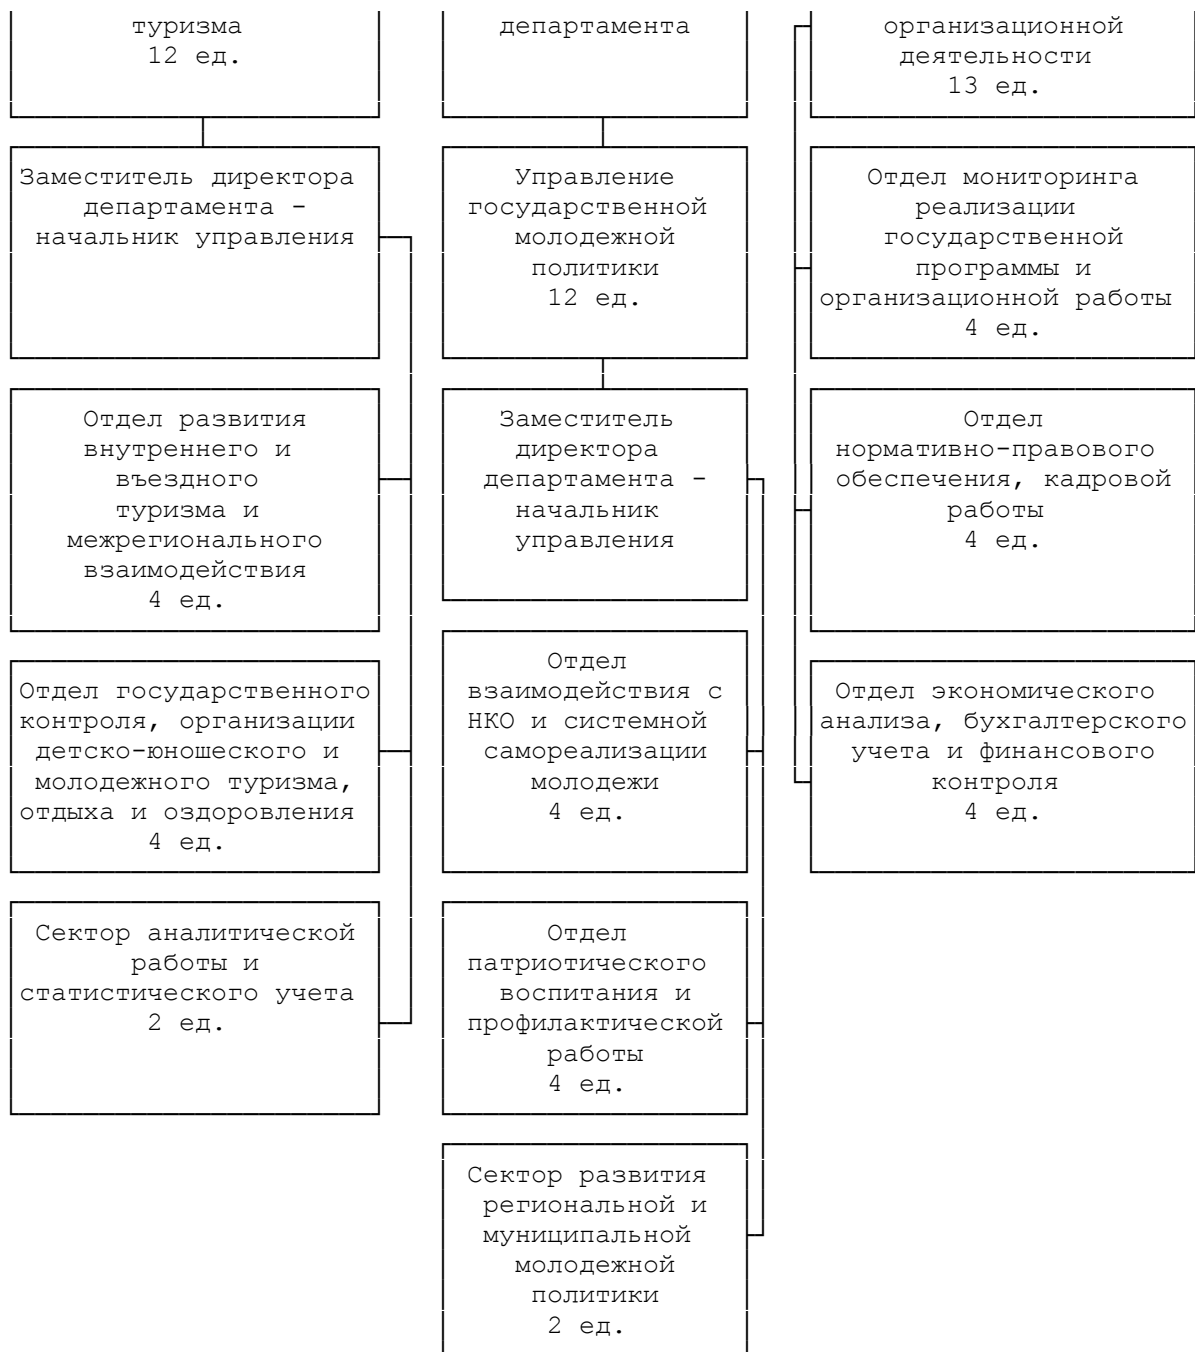 туризма
12 ед.
департамента
организационной
деятельности
13 ед.
Заместитель директора
департамента -
начальник управления
Управление
государственной
молодежной
политики
12 ед.
Отдел мониторинга
реализации
государственной
программы и
организационной работы
4 ед.
Отдел развития
внутреннего и
въездного
туризма и
межрегионального
взаимодействия
4 ед.
Заместитель
директора
департамента -
начальник
управления
Отдел
нормативно-правового
обеспечения, кадровой
работы
4 ед.
Отдел государственного
контроля, организации
детско-юношеского и
молодежного туризма,
отдыха и оздоровления
4 ед.
Отдел
взаимодействия с
НКО и системной
самореализации
молодежи
4 ед.
Отдел экономического
анализа, бухгалтерского
учета и финансового
контроля
4 ед.
Сектор аналитической
работы и
статистического учета
2 ед.
Отдел
патриотического
воспитания и
профилактической
работы
4 ед.
Сектор развития
региональной и
муниципальной
молодежной
политики
2 ед.